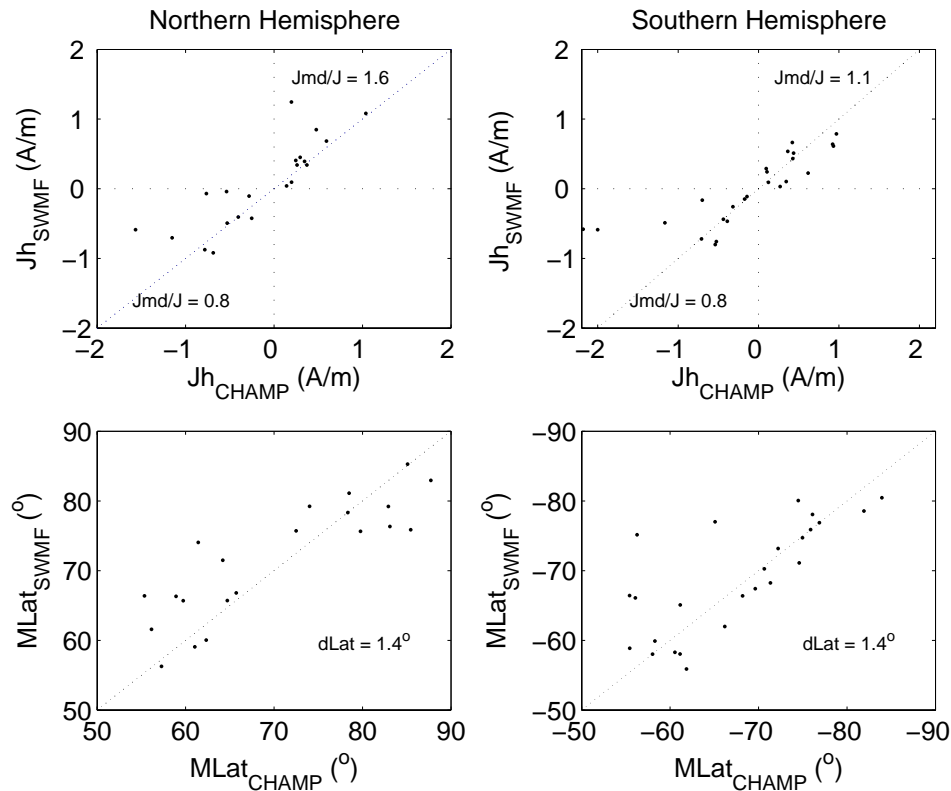 Northern Hemisphere
Southern Hemisphere
Jh_SWMF (A/m)
2
1
0
−1
−2
Jmd/J = 1.6
Jmd/J = 0.8
−2 −1 0 1 2
Jh_CHAMP (A/m)
Jh_SWMF (A/m)
2
1
0
−1
−2
Jmd/J = 1.1
Jmd/J = 0.8
−2 −1 0 1 2
Jh_CHAMP (A/m)
MLat_SWMF (°)
90
80
70
60
50
dLat = 1.4°
50 60 70 80 90
MLat_CHAMP (°)
MLat_SWMF (°)
−90
−80
−70
−60
−50
dLat = 1.4°
−50 −60 −70 −80 −90
MLat_CHAMP (°)